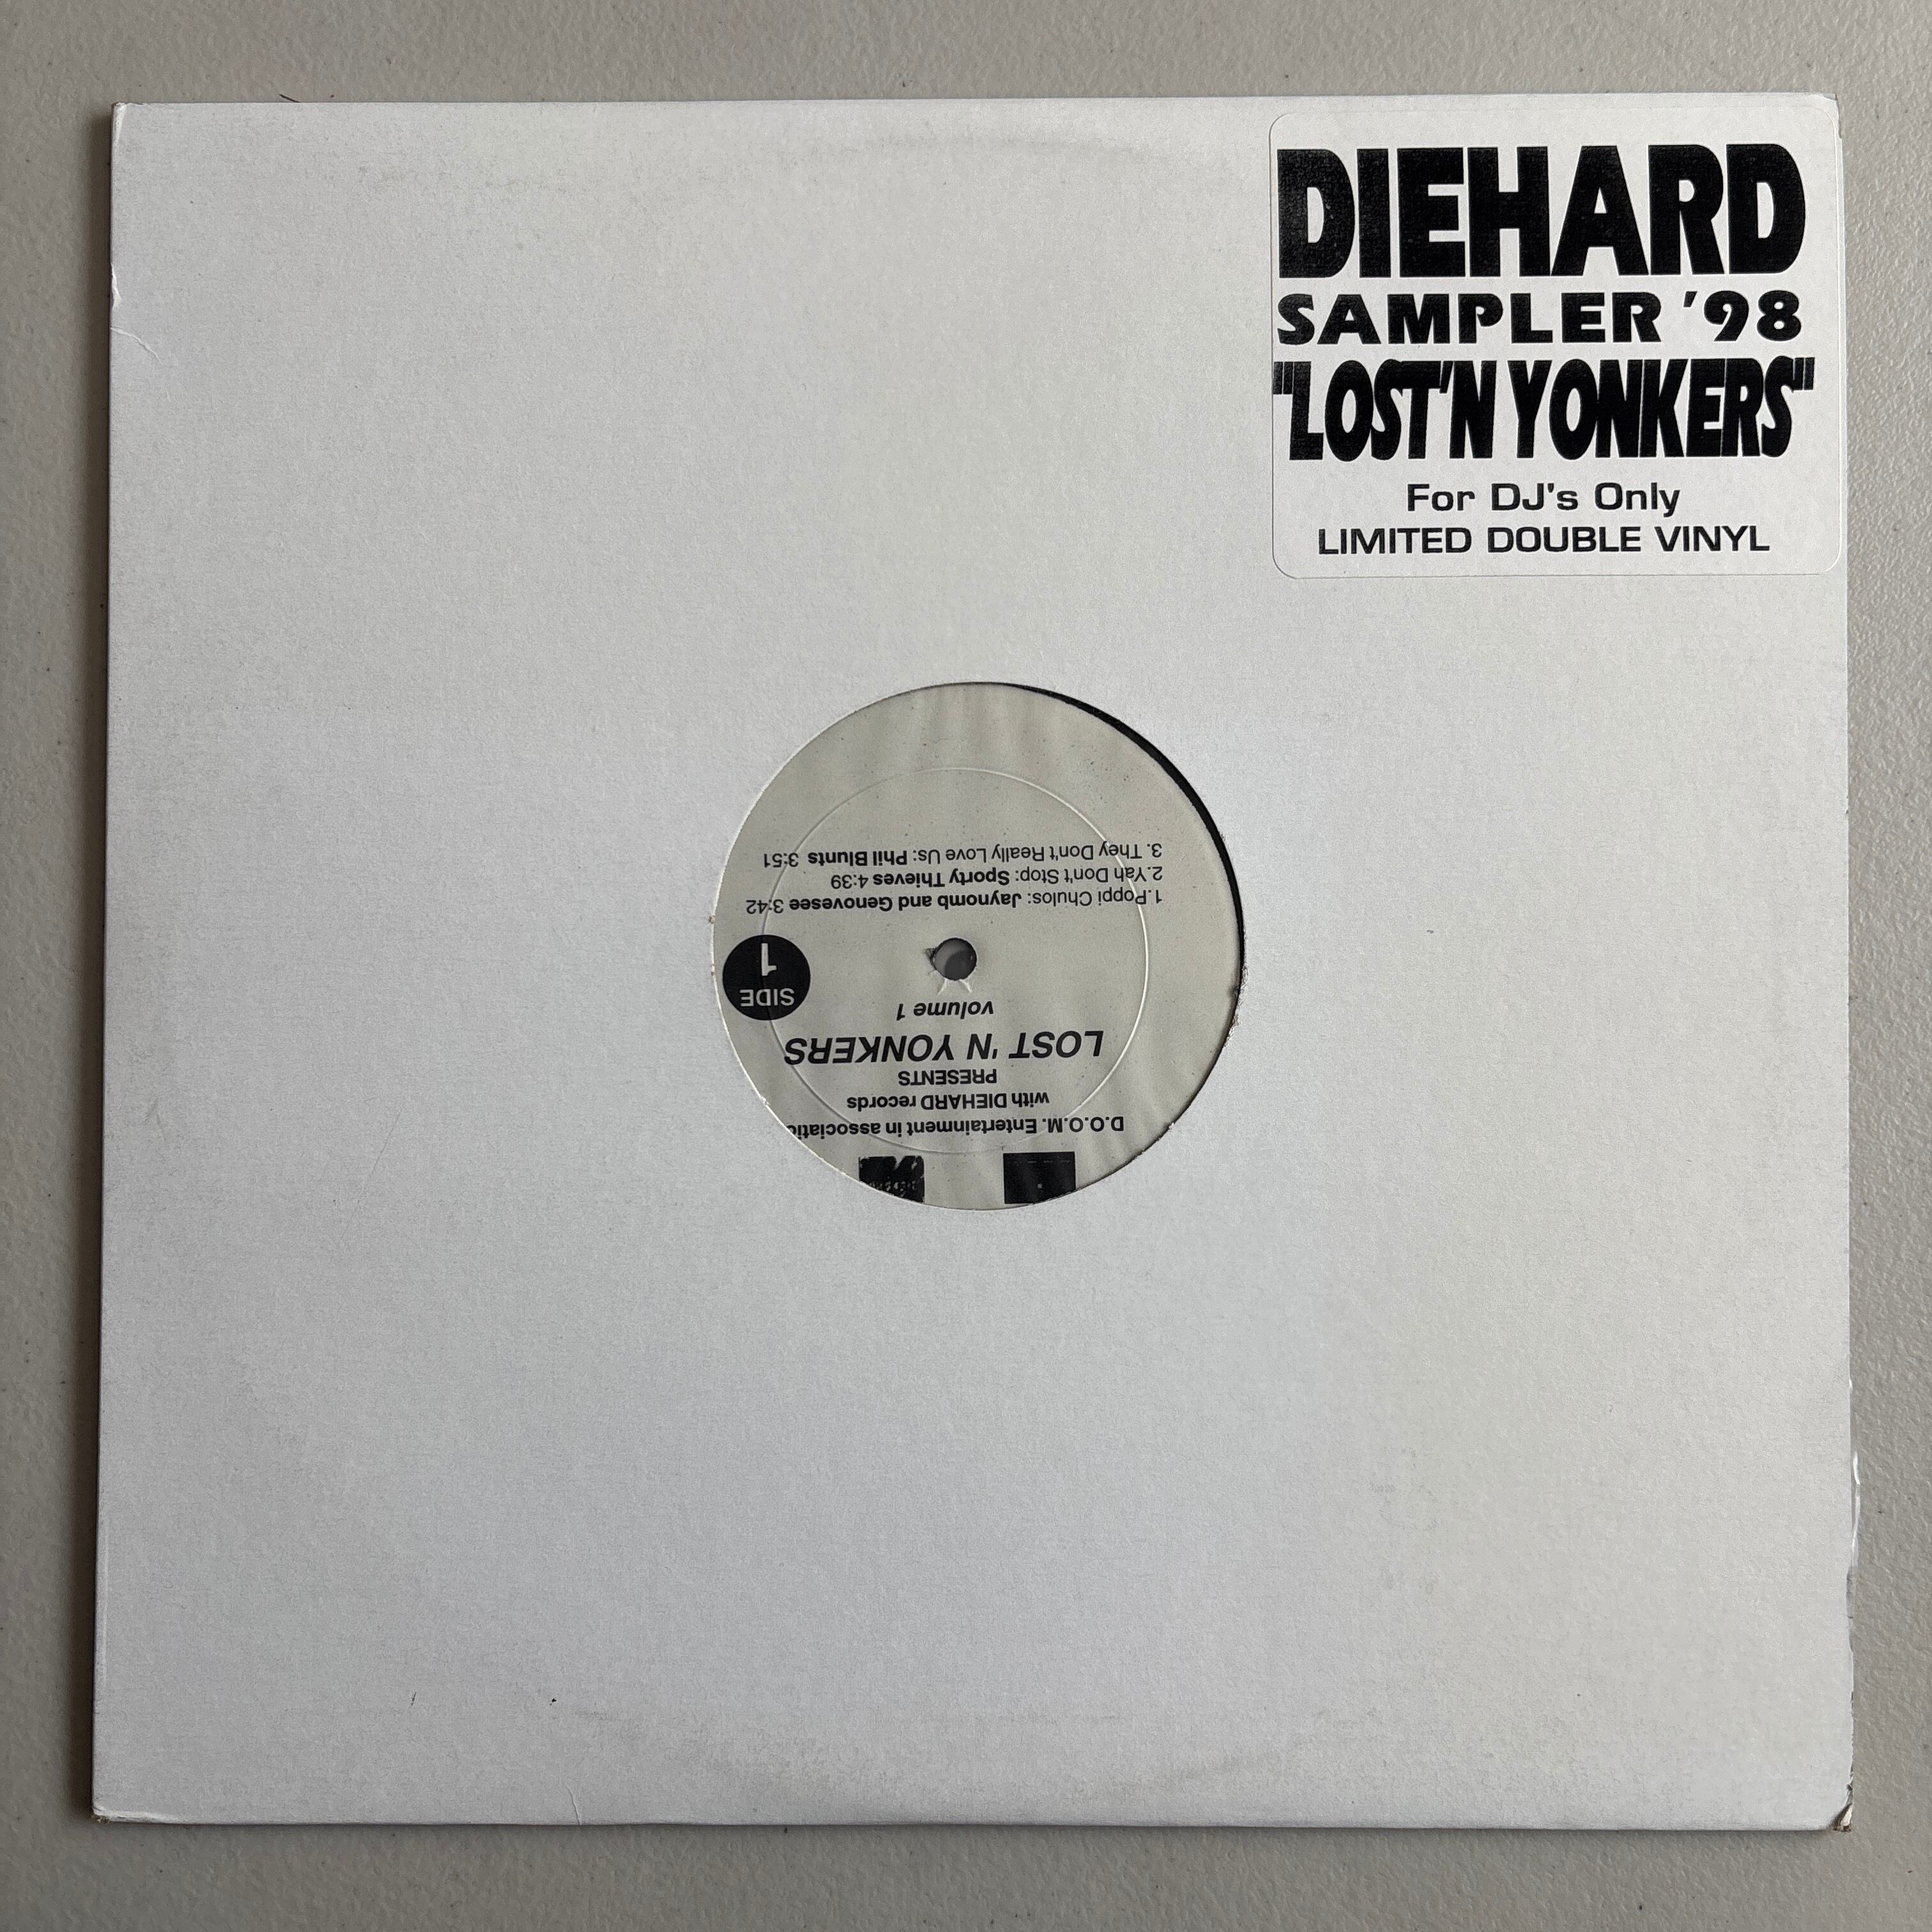 DIEHARD
SAMPLER '98
"LOST'N YONKERS"
For DJ's Only
LIMITED DOUBLE VINYL
D.O.O.M. Entertainment in associatio
with DIEHARD records
PRESENTS
LOST 'N YONKERS
volume 1
SIDE
1
1.Poppi Chulos: Jaynomb and Genovesee 3:42
2.Yah Don't Stop: Sporty Thieves 4:39
3. They Don't Really Love Us: Phil Blunts 3:51